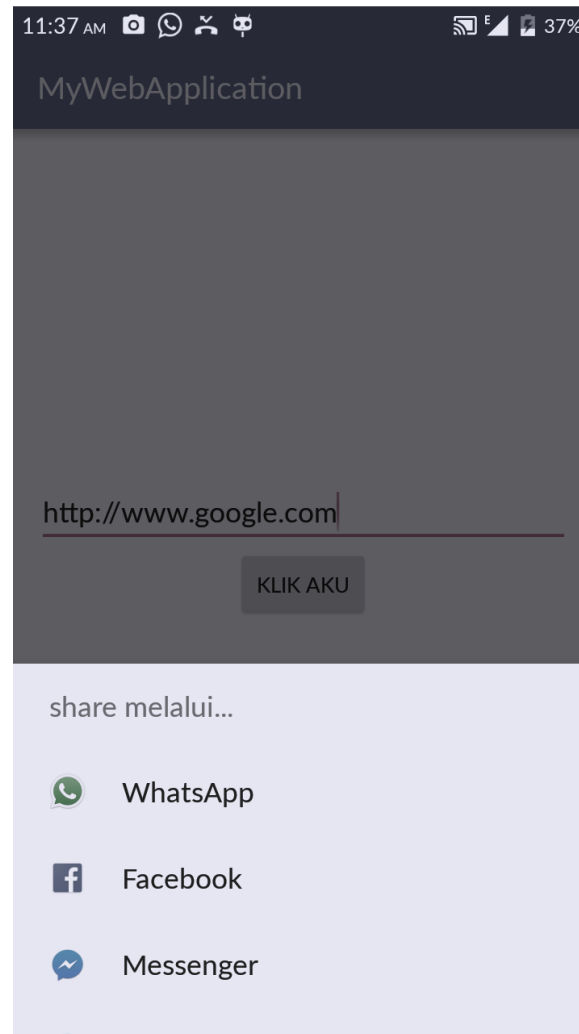 11:37 AM E 37%
MyWebApplication
http://www.google.com
KLIK AKU
share melalui...
WhatsApp
Facebook
Messenger